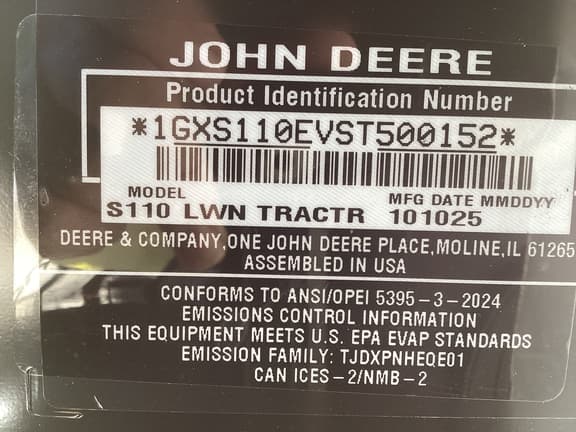 JOHN DEERE
Product Identification Number
*1GXS110EVST500152*
MODEL
MFG DATE MMDDYY
S110 LWN TRACTR 101025
DEERE & COMPANY,ONE JOHN DEERE PLACE,MOLINE,IL 61265
ASSEMBLED IN USA
CONFORMS TO ANSI/OPEI 5395-3-2024
EMISSIONS CONTROL INFORMATION
THIS EQUIPMENT MEETS U.S. EPA EVAP STANDARDS
EMISSION FAMILY: TJDXPNHEQE01
CAN ICES-2/NMB-2